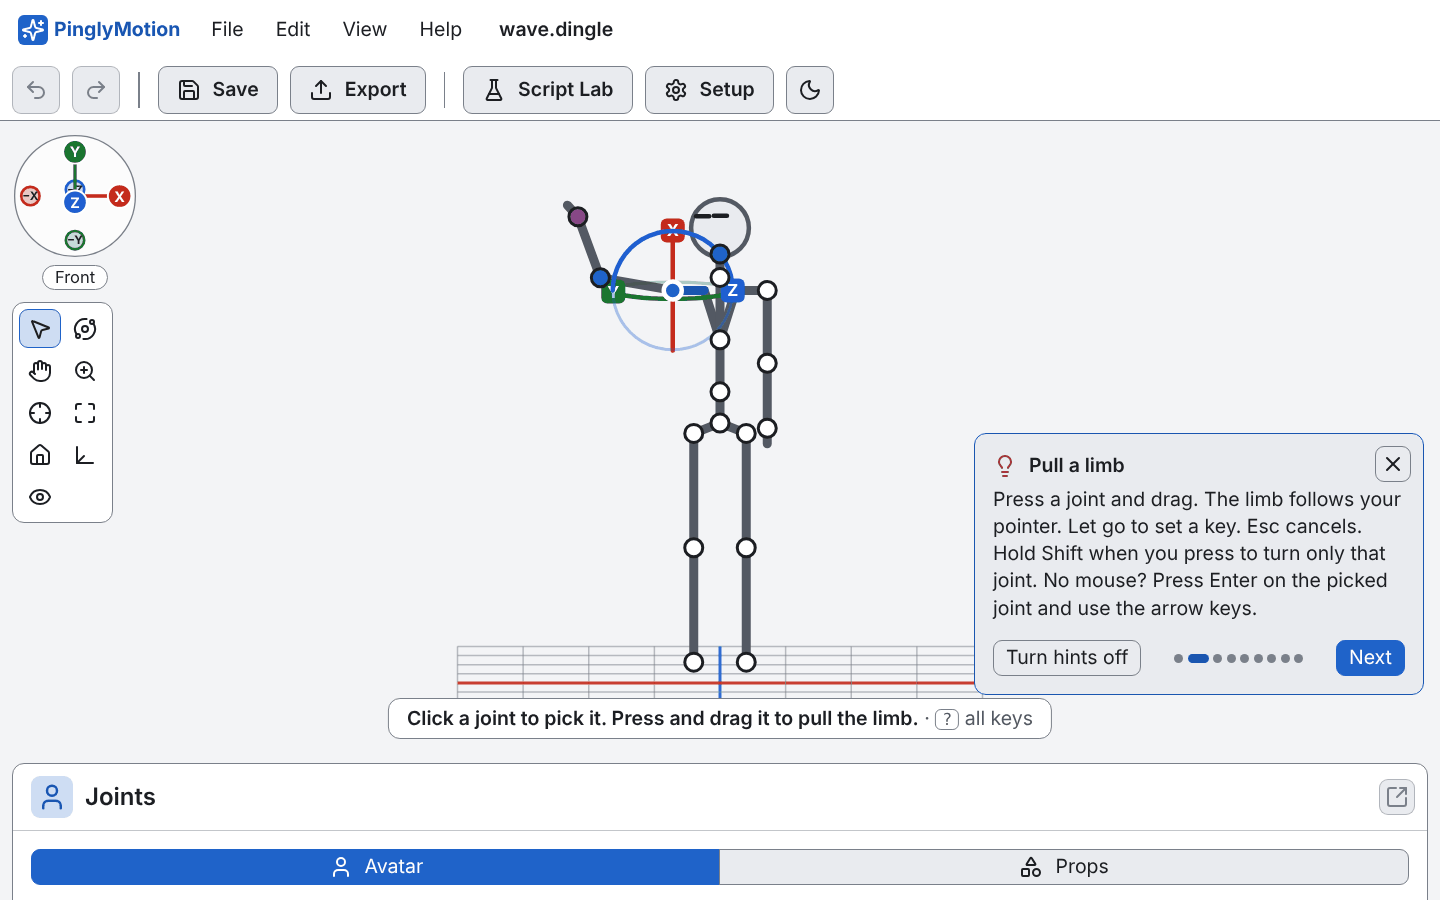 PinglyMotion File Edit View Help wave.dingle
Save Export Script Lab Setup
Y
-X Z X
-Y
Front
X
Y Z
Pull a limb
Press a joint and drag. The limb follows your
pointer. Let go to set a key. Esc cancels.
Hold Shift when you press to turn only that
joint. No mouse? Press Enter on the picked
joint and use the arrow keys.
Turn hints off Next
Click a joint to pick it. Press and drag it to pull the limb. · ? all keys
Joints
Avatar Props